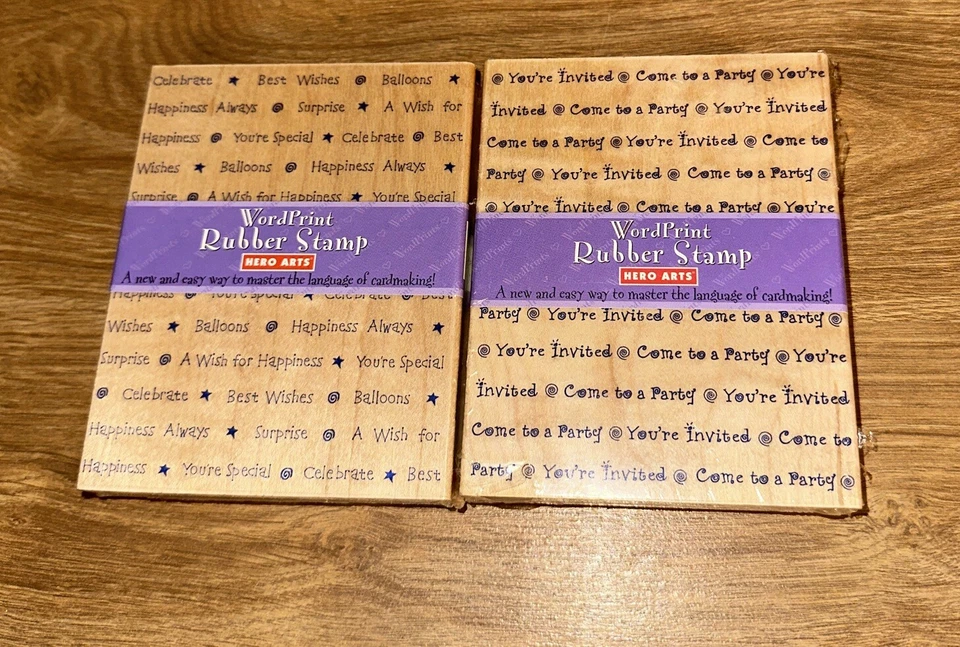 Celebrate ★ Best Wishes @ Balloons ★
Happiness Always @ Surprise ★ A Wish for
Happiness @ You're Special ★ Celebrate @ Best
Wishes ★ Balloons @ Happiness Always ★
Surprise @ A Wish for Happiness ★ You're Special
WordPrint
Rubber Stamp
HERO ARTS
A new and easy way to master the language of cardmaking!
Happiness @ You're Special ★ Celebrate @ Best
Wishes ★ Balloons @ Happiness Always ★
Surprise @ A Wish for Happiness ★ You're Special
@ Celebrate ★ Best Wishes @ Balloons ★
Happiness Always ★ Surprise @ A Wish for
Happiness ★ You're Special @ Celebrate ★ Best
@ You're Invited @ Come to a Party @ You're
Invited @ Come to a Party @ You're Invited
Come to a Party @ You're Invited @ Come to
Party @ You're Invited @ Come to a Party @
@ You're Invited @ Come to a Party @ You're
WordPrint
Rubber Stamp
HERO ARTS
A new and easy way to master the language of cardmaking!
Party @ You're Invited @ Come to a Party @
@ You're Invited @ Come to a Party @ You're
Invited @ Come to a Party @ You're Invited
Come to a Party @ You're Invited @ Come to
Party @ You're Invited @ Come to a Party @